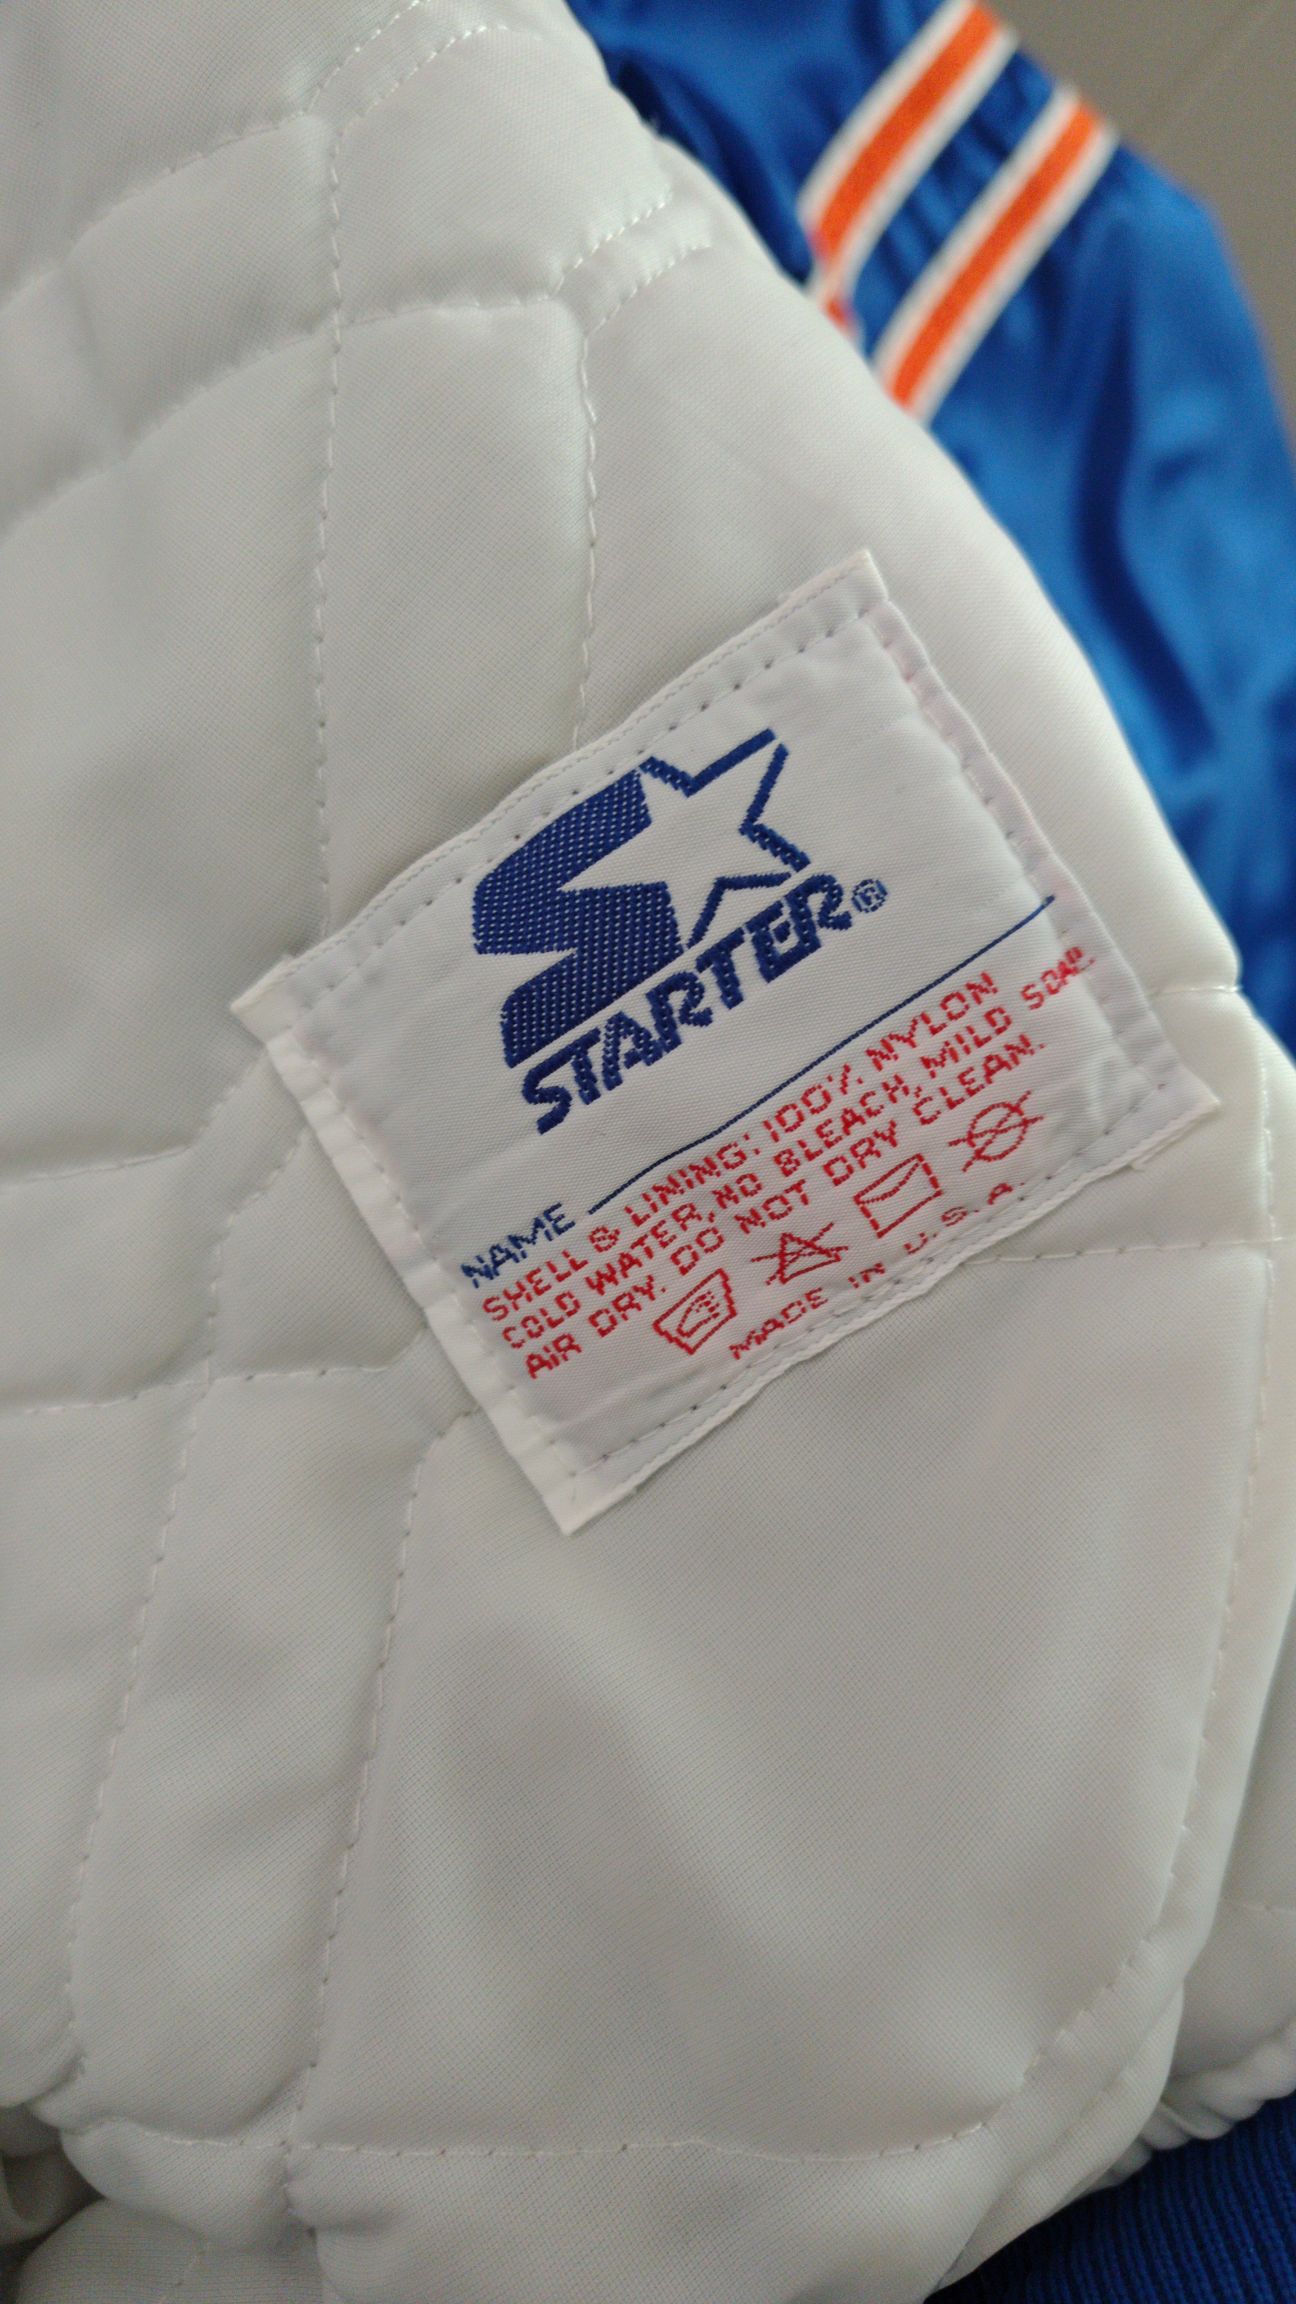 STARTER®
NAME
SHELL & LINING: 100% NYLON
COLD WATER, NO BLEACH, MILD SOAP.
AIR DRY. DO NOT DRY CLEAN.
MADE IN U.S.A.